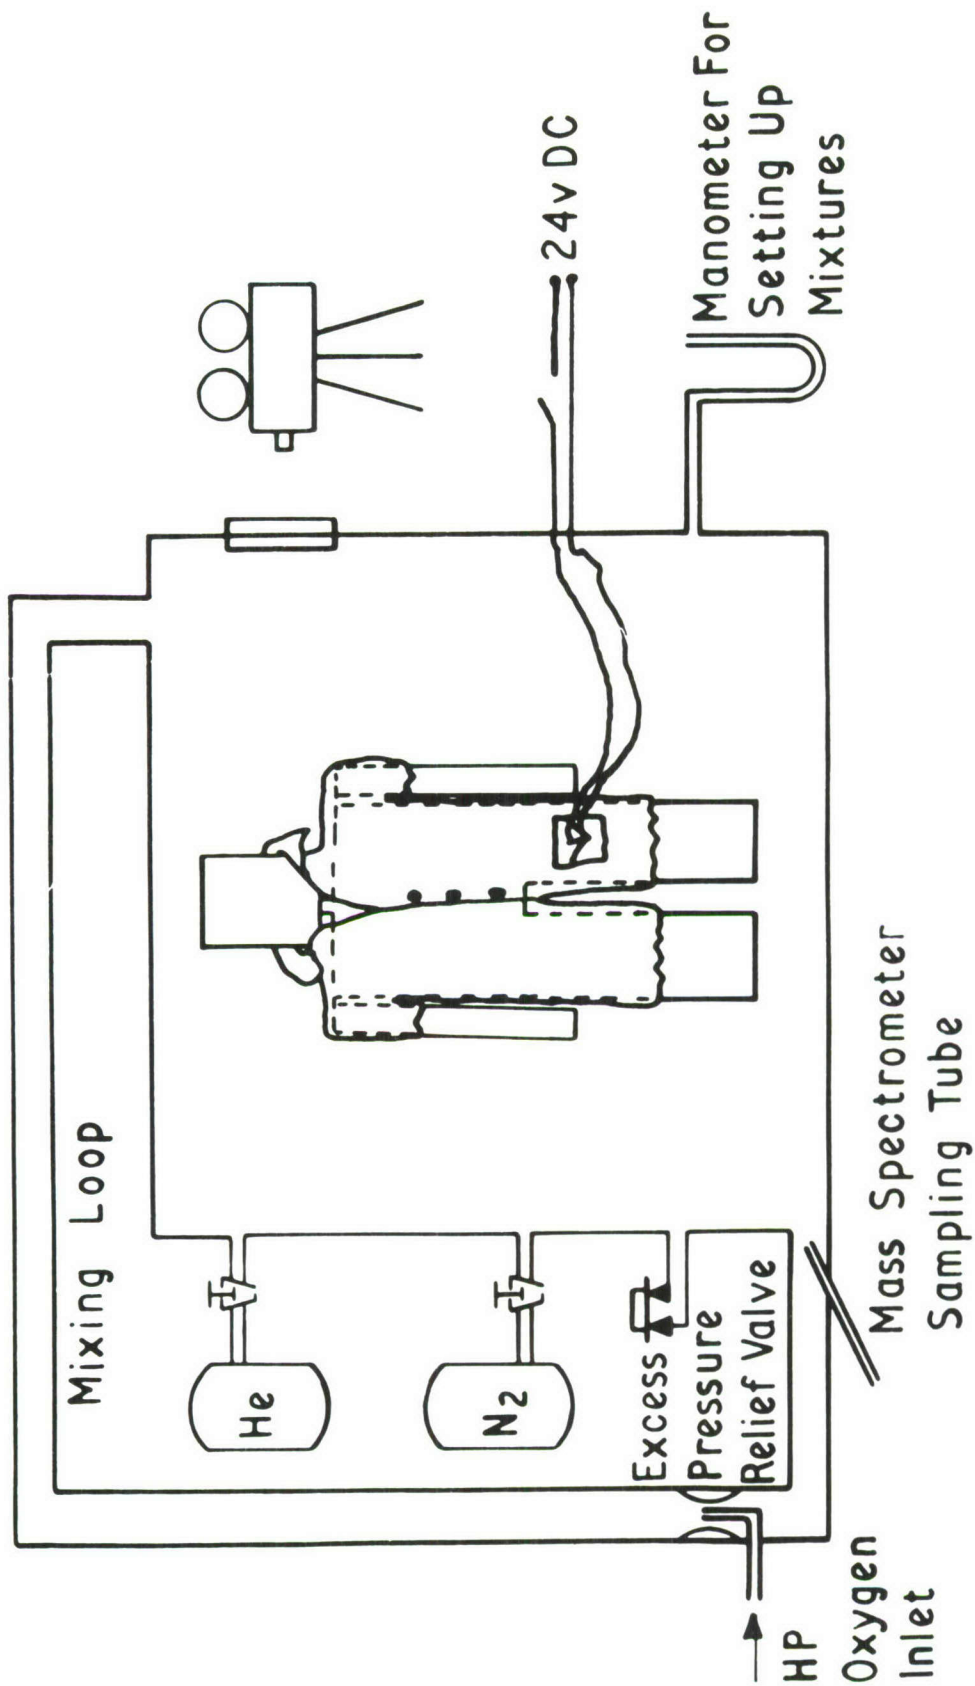 Mixing Loop
He
N2
Excess
Pressure
Relief Valve
HP
Oxygen
Inlet
Mass Spectrometer
Sampling Tube
24v DC
Manometer For
Setting Up
Mixtures